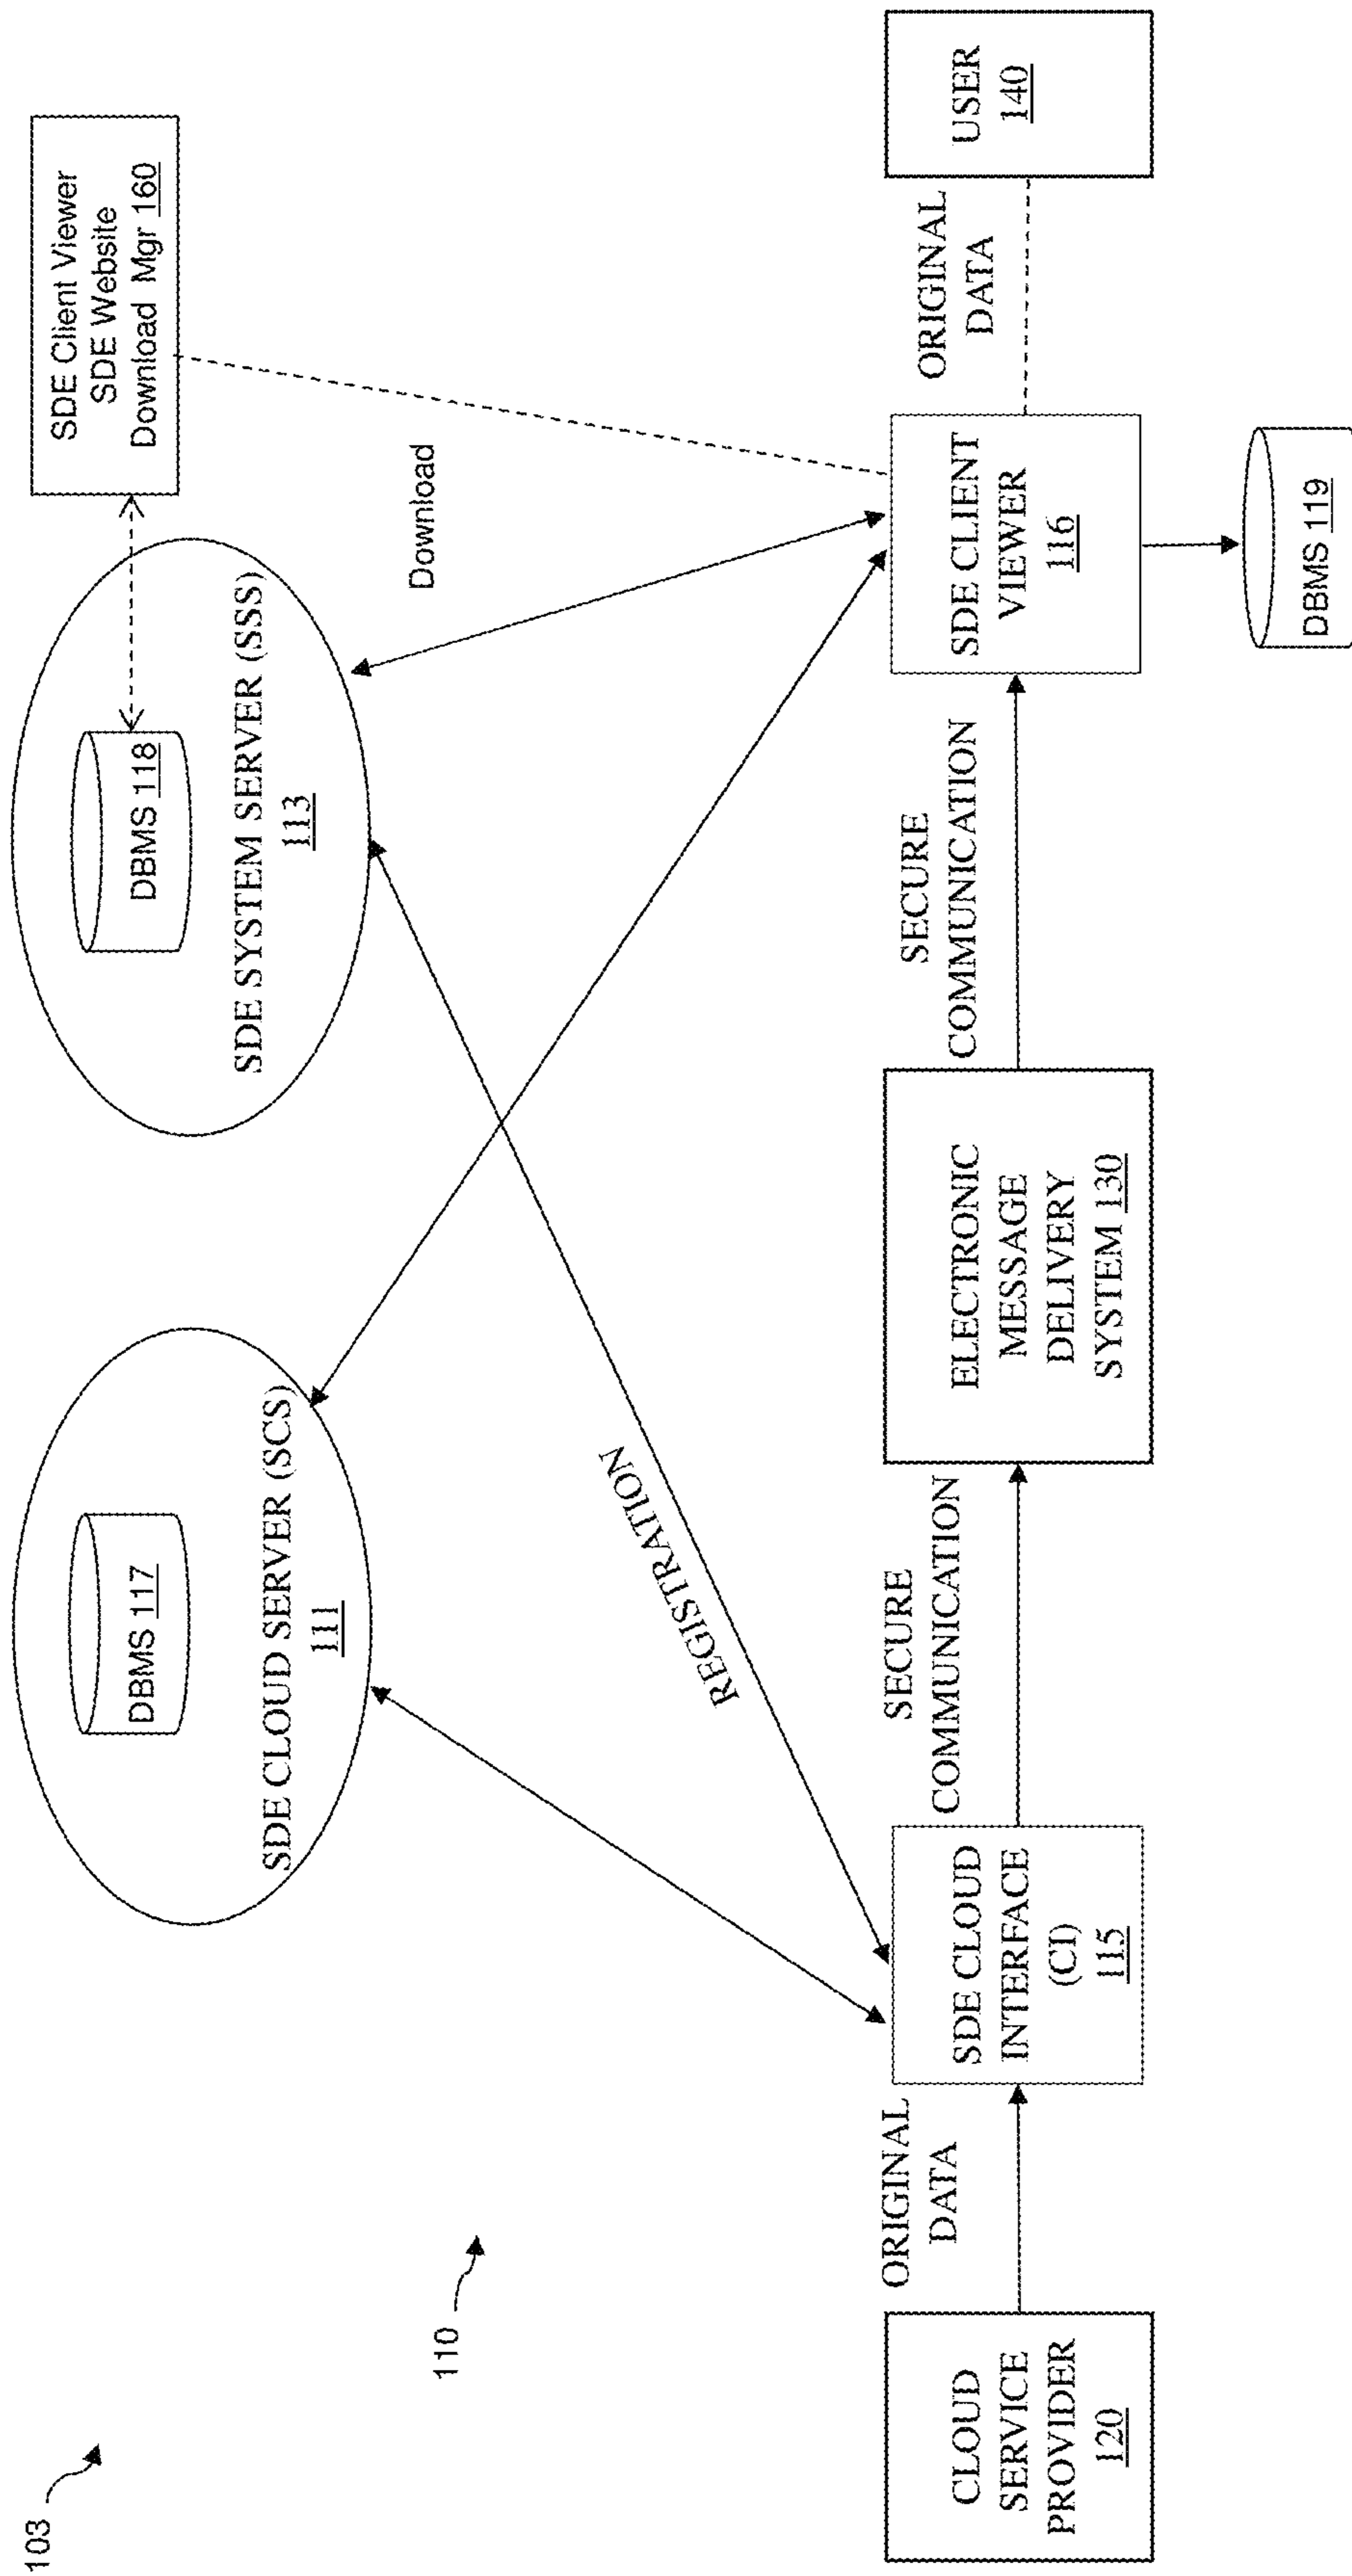 103
110
DBMS 117
SDE CLOUD SERVER (SCS)
111
DBMS 118
SDE SYSTEM SERVER (SSS)
113
SDE Client Viewer
SDE Website
Download Mgr 160
Download
REGISTRATION
CLOUD
SERVICE
PROVIDER
120
ORIGINAL
DATA
SDE CLOUD
INTERFACE
(CI)
115
SECURE
COMMUNICATION
ELECTRONIC
MESSAGE
DELIVERY
SYSTEM 130
SECURE
COMMUNICATION
SDE CLIENT
VIEWER
116
ORIGINAL
DATA
USER
140
DBMS 119